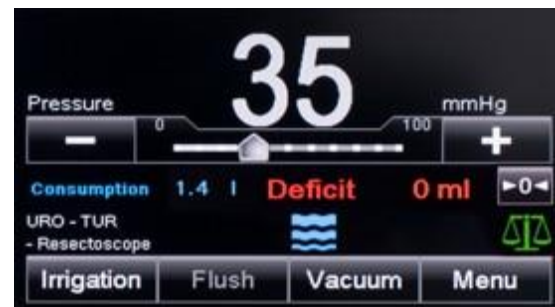 35
Pressure
mmHg
0
100
− +
Consumption 1.4 l Deficit 0 ml ►0◄
URO - TUR
- Resectoscope
Irrigation Flush Vacuum Menu